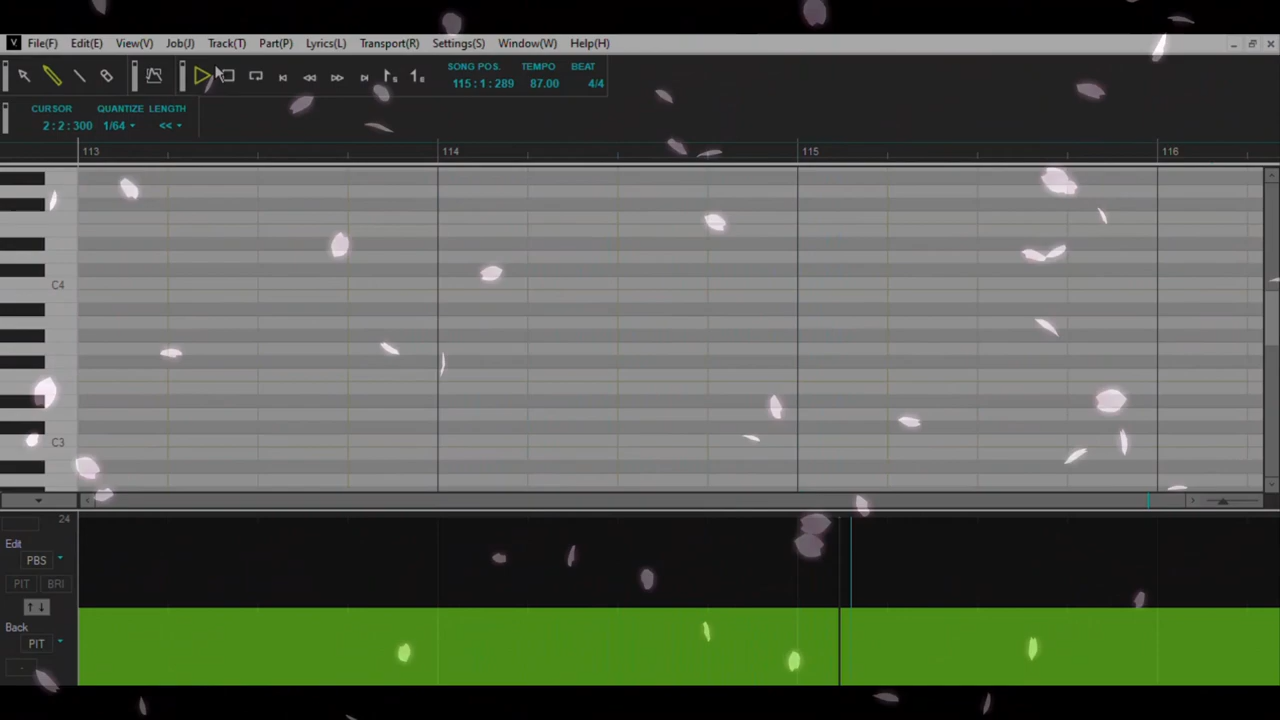 V File(F) Edit(E) View(V) Job(J) Track(T) Part(P) Lyrics(L) Transport(R) Settings(S) Window(W) Help(H)
SONG POS. TEMPO BEAT
115:1:289 87.00 4/4
CURSOR QUANTIZE LENGTH
2:2:300 1/64 <<
113 114 115 116
C4
C3
24
Edit
PBS
PIT BRI
Back
PIT